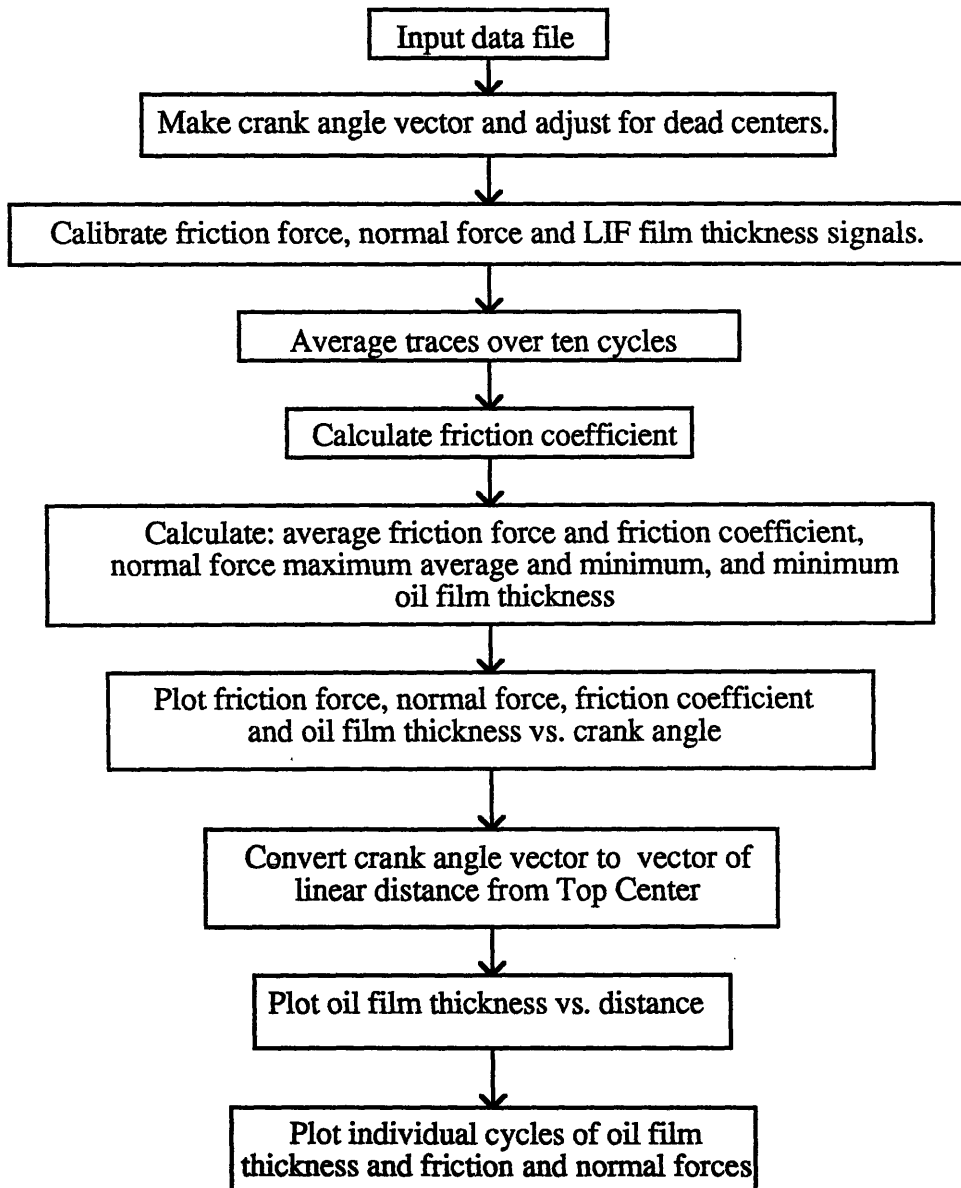 Input data file
Make crank angle vector and adjust for dead centers.
Calibrate friction force, normal force and LIF film thickness signals.
Average traces over ten cycles
Calculate friction coefficient
Calculate: average friction force and friction coefficient,
normal force maximum average and minimum, and minimum
oil film thickness
Plot friction force, normal force, friction coefficient
and oil film thickness vs. crank angle
Convert crank angle vector to vector of
linear distance from Top Center
Plot oil film thickness vs. distance
Plot individual cycles of oil film
thickness and friction and normal forces